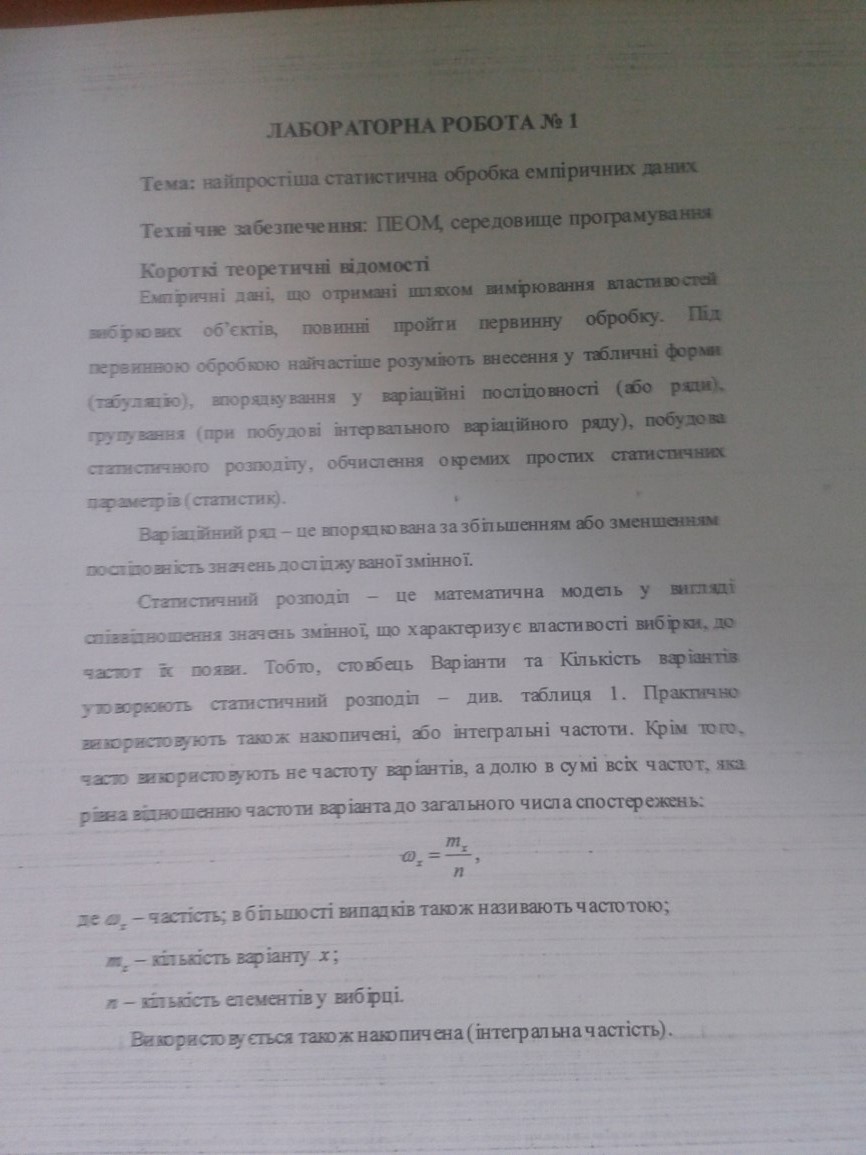 ЛАБОРАТОРНА РОБОТА № 1
Тема: найпростіша статистична обробка емпіричних даних
Технічне забезпечення: ПЕОМ, середовище програмування
Короткі теоретичні відомості
Емпіричні дані, що отримані шляхом вимірювання властивостей
вибіркових об'єктів, повинні пройти первинну обробку. Під
первинною обробкою найчастіше розуміють внесення у табличні форми
(табуляцію), впорядкування у варіаційні послідовності (або ряди),
групування (при побудові інтервального варіаційного ряду), побудова
статистичного розподілу, обчислення окремих простих статистичних
параметрів (статистик).
Варіаційний ряд – це впорядкована за збільшенням або зменшенням
послідовність значень досліджуваної змінної.
Статистичний розподіл – це математична модель у вигляді
співвідношення значень змінної, що характеризує властивості вибірки, до
частот їх появи. Тобто, стовбець Варіанти та Кількість варіантів
утоворюють статистичний розподіл – див. таблиця 1. Практично
використовують також накопичені, або інтегральні частоти. Крім того,
часто використовують не частоту варіантів, а долю в сумі всіх частот, яка
рівна відношенню частоти варіанта до загального числа спостережень:
ω_x = m_x / n ,
де ω_x – частість; в більшості випадків також називають частотою;
m_x – кількість варіанту x;
n – кількість елементів у вибірці.
Використовується також накопичена (інтегральна частість).